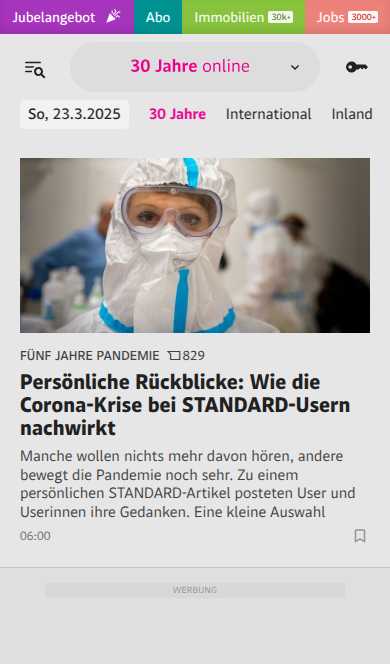 Jubelangebot Abo Immobilien 30k+ Jobs 3000+
30 Jahre online
So, 23.3.2025 30 Jahre International Inland
FÜNF JAHRE PANDEMIE 829
Persönliche Rückblicke: Wie die
Corona-Krise bei STANDARD-Usern
nachwirkt
Manche wollen nichts mehr davon hören, andere
bewegt die Pandemie noch sehr. Zu einem
persönlichen STANDARD-Artikel posteten User und
Userinnen ihre Gedanken. Eine kleine Auswahl
06:00
WERBUNG